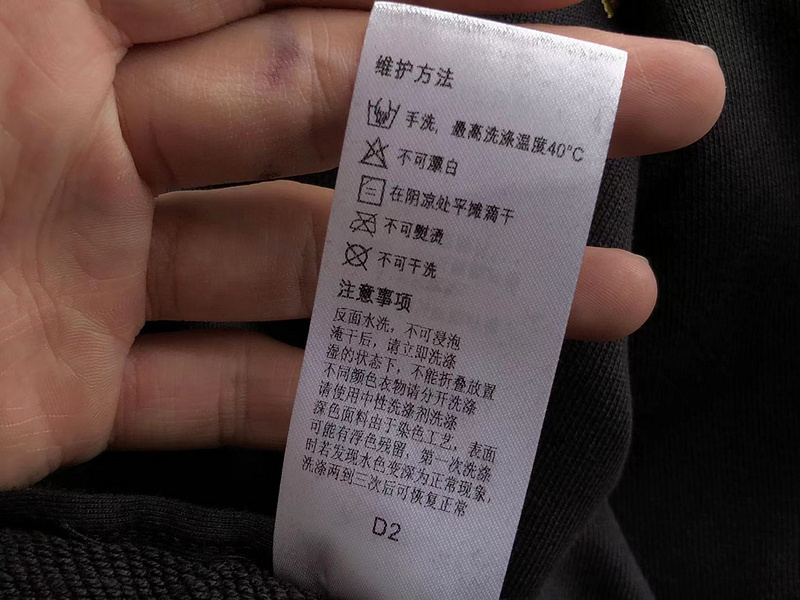 维护方法
手洗，最高洗涤温度40°C
不可漂白
在阴凉处平摊滴干
不可熨烫
不可干洗
注意事项
反面水洗，不可浸泡
淹干后，请立即洗涤
湿的状态下，不能折叠放置
不同颜色衣物请分开洗涤
请使用中性洗涤剂洗涤
深色面料由于染色工艺，表面
可能有浮色残留，第一次洗涤
时若发现水色变深为正常现象，
洗涤两到三次后可恢复正常
D2